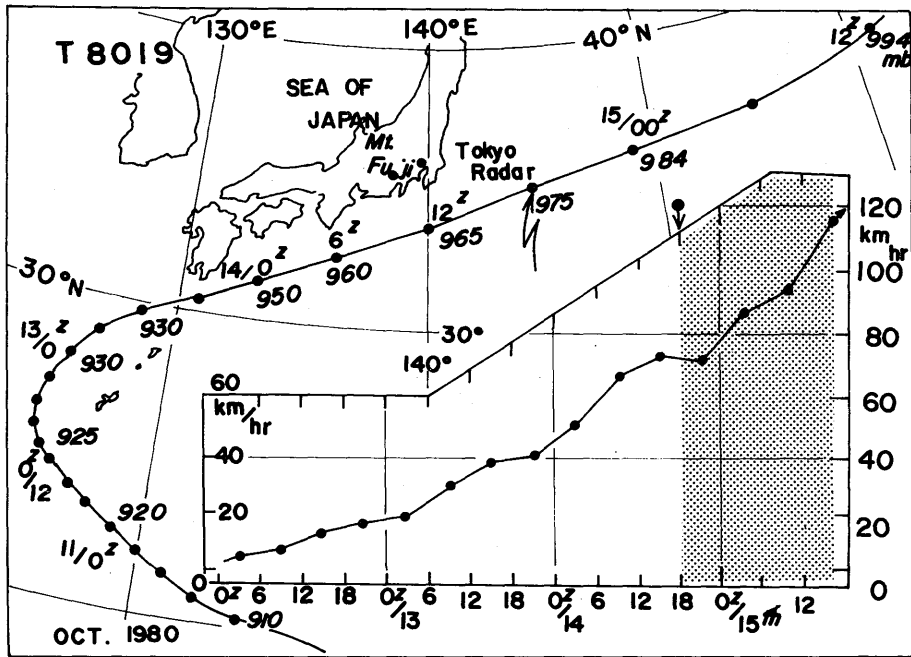 T 8019
130°E
140°E
40°N
12z
994
mb
SEA OF
JAPAN
Mt.
Fuji
Tokyo
Radar
15/00z
984
975
12z
965
6z
960
14/0z
950
30°N
930
13/0z
930
925
0z/12
920
11/0z
910
OCT. 1980
30°
140°
60
km/hr
40
20
0
120
km/hr
100
80
60
40
20
0
0z 6 12 18 0z/13 6 12 18 0z/14 6 12 18 0z/15th 12